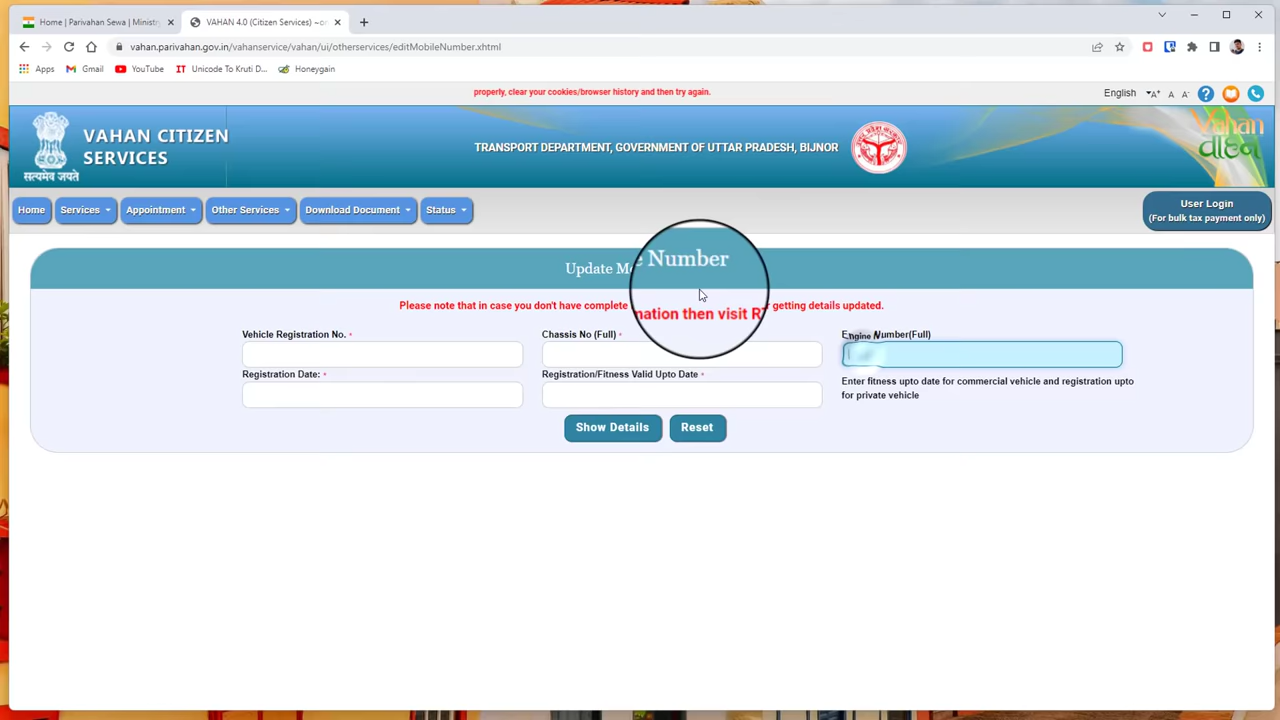 Home | Parivahan Sewa | Ministry
VAHAN 4.0 (Citizen Services) ~on
vahan.parivahan.gov.in/vahanservice/vahan/ui/otherservices/editMobileNumber.xhtml
Apps Gmail YouTube IT Unicode To Kruti D... Honeygain
properly, clear your cookies/browser history and then try again.
English A+ A A- ?
सत्यमेव जयते
VAHAN CITIZEN
SERVICES
TRANSPORT DEPARTMENT, GOVERNMENT OF UTTAR PRADESH, BIJNOR
Vahan
वाहन
Home Services Appointment Other Services Download Document Status
User Login
(For bulk tax payment only)
Update M e Number
Please note that in case you don't have complete nation then visit R getting details updated.
Vehicle Registration No. *
Chassis No (Full) *
Engine Number(Full)
Registration Date: *
Registration/Fitness Valid Upto Date *
Enter fitness upto date for commercial vehicle and registration upto
for private vehicle
Show Details Reset